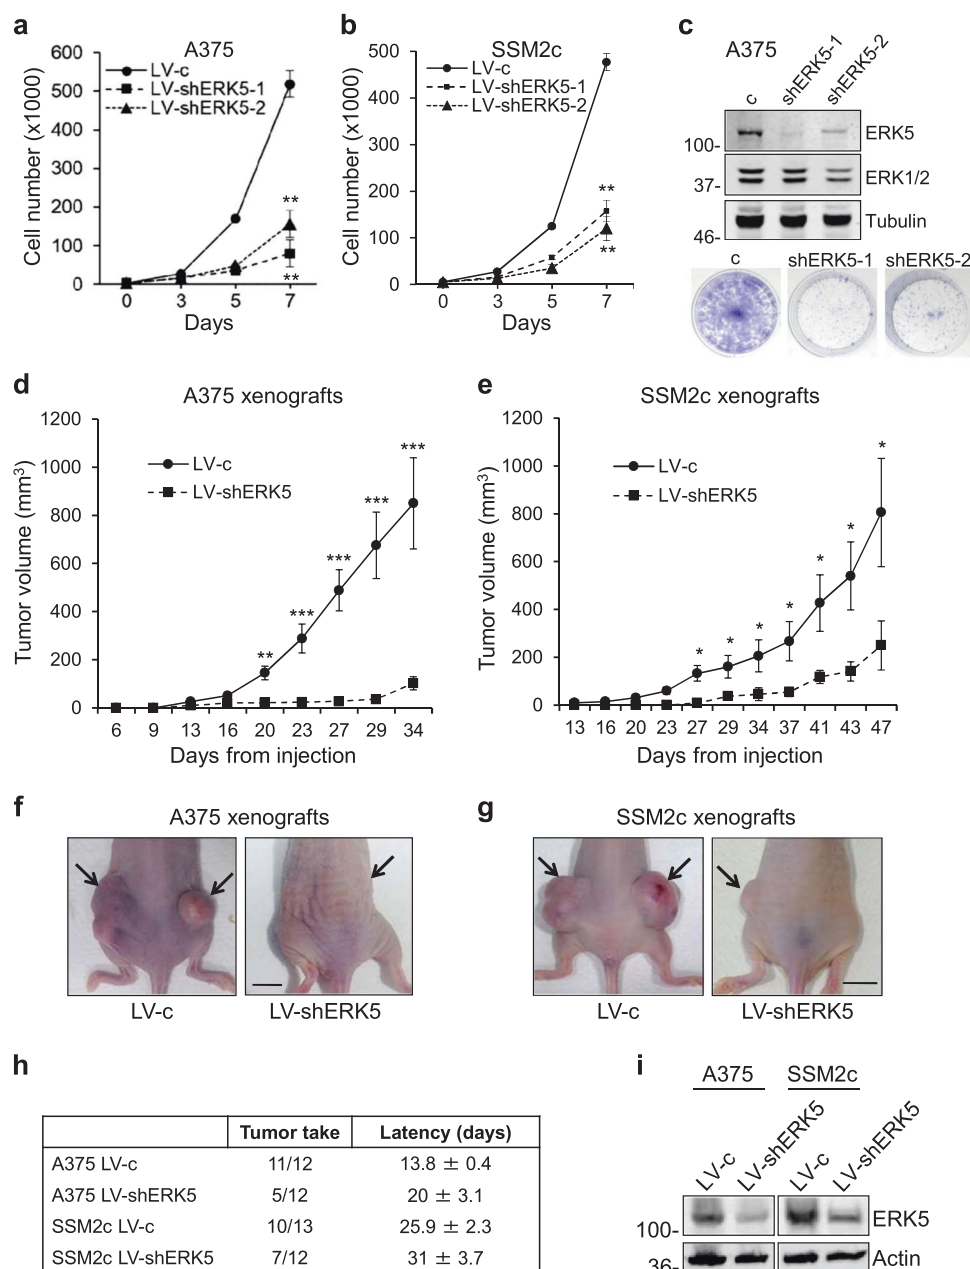 a
A375
600
500
400
300
200
100
0
Cell number (x1000)
LV-c
LV-shERK5-1
LV-shERK5-2
**
**
0 3 5 7
Days
b
SSM2c
500
400
300
200
100
0
Cell number (x1000)
LV-c
LV-shERK5-1
LV-shERK5-2
**
**
0 3 5 7
Days
c
A375
c shERK5-1 shERK5-2
100- ERK5
37- ERK1/2
46- Tubulin
c shERK5-1 shERK5-2
d
A375 xenografts
1200
1000
800
600
400
200
0
Tumor volume (mm3)
LV-c
LV-shERK5
** *** *** *** ***
6 9 13 16 20 23 27 29 34
Days from injection
e
SSM2c xenografts
1200
1000
800
600
400
200
0
Tumor volume (mm3)
LV-c
LV-shERK5
* * * * * * *
13 16 20 23 27 29 34 37 41 43 47
Days from injection
f
A375 xenografts
LV-c LV-shERK5
g
SSM2c xenografts
LV-c LV-shERK5
h
Tumor take Latency (days)
A375 LV-c 11/12 13.8 ± 0.4
A375 LV-shERK5 5/12 20 ± 3.1
SSM2c LV-c 10/13 25.9 ± 2.3
SSM2c LV-shERK5 7/12 31 ± 3.7
i
A375 SSM2c
LV-c LV-shERK5 LV-c LV-shERK5
100- ERK5
36- Actin